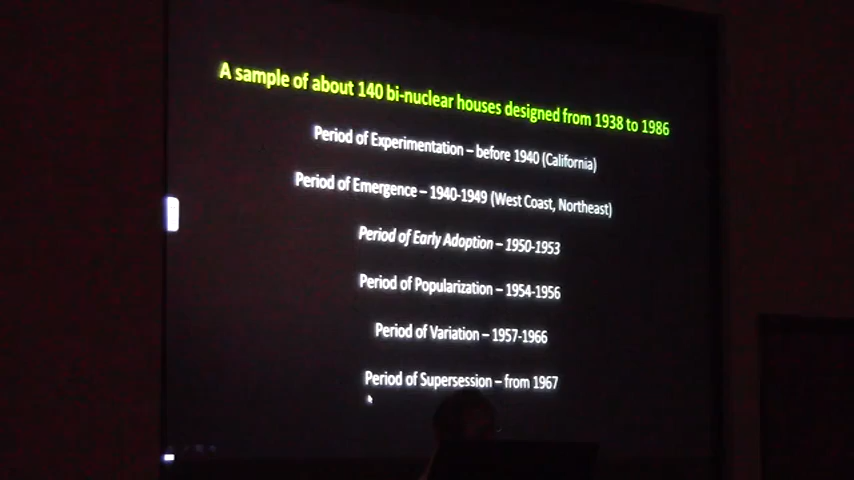 A sample of about 140 bi-nuclear houses designed from 1938 to 1986
Period of Experimentation – before 1940 (California)
Period of Emergence – 1940-1949 (West Coast, Northeast)
Period of Early Adoption – 1950-1953
Period of Popularization – 1954-1956
Period of Variation – 1957-1966
Period of Supersession – from 1967